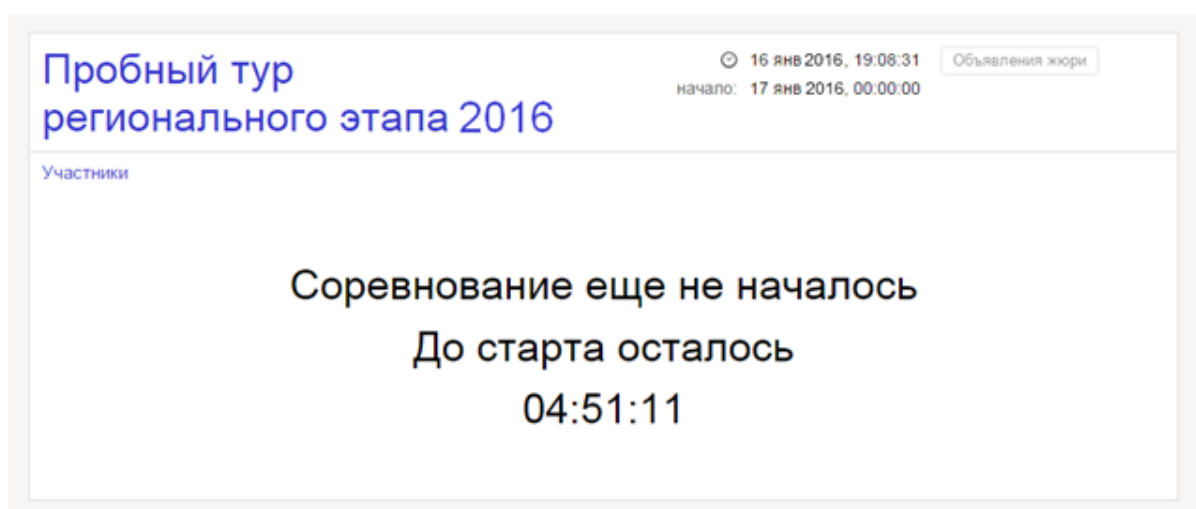 Пробный тур
регионального этапа 2016
16 янв 2016, 19:08:31
Объявления жюри
начало: 17 янв 2016, 00:00:00
Участники
Соревнование еще не началось
До старта осталось
04:51:11